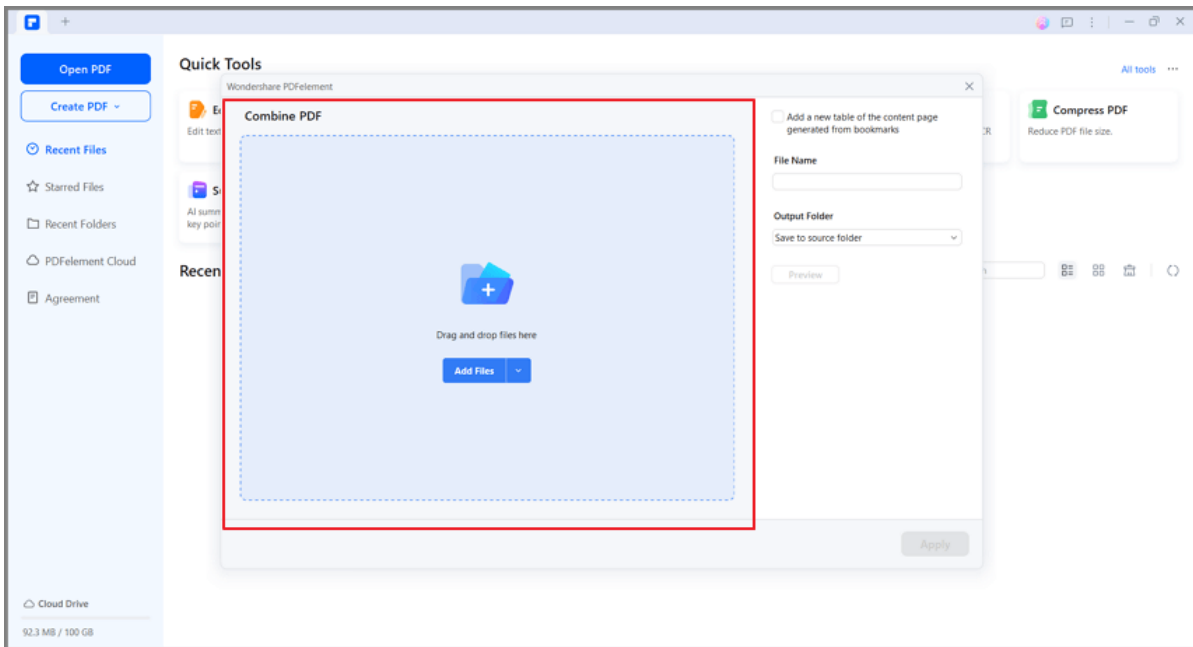 Open PDF
Create PDF
Recent Files
Starred Files
Recent Folders
PDFelement Cloud
Agreement
Cloud Drive
92.3 MB / 100 GB
Quick Tools
All tools
Edit text
AI summ
key poin
Recen
Compress PDF
Reduce PDF file size.
Wondershare PDFelement
Combine PDF
Drag and drop files here
Add Files
Add a new table of the content page
generated from bookmarks
File Name
Output Folder
Save to source folder
Preview
Apply